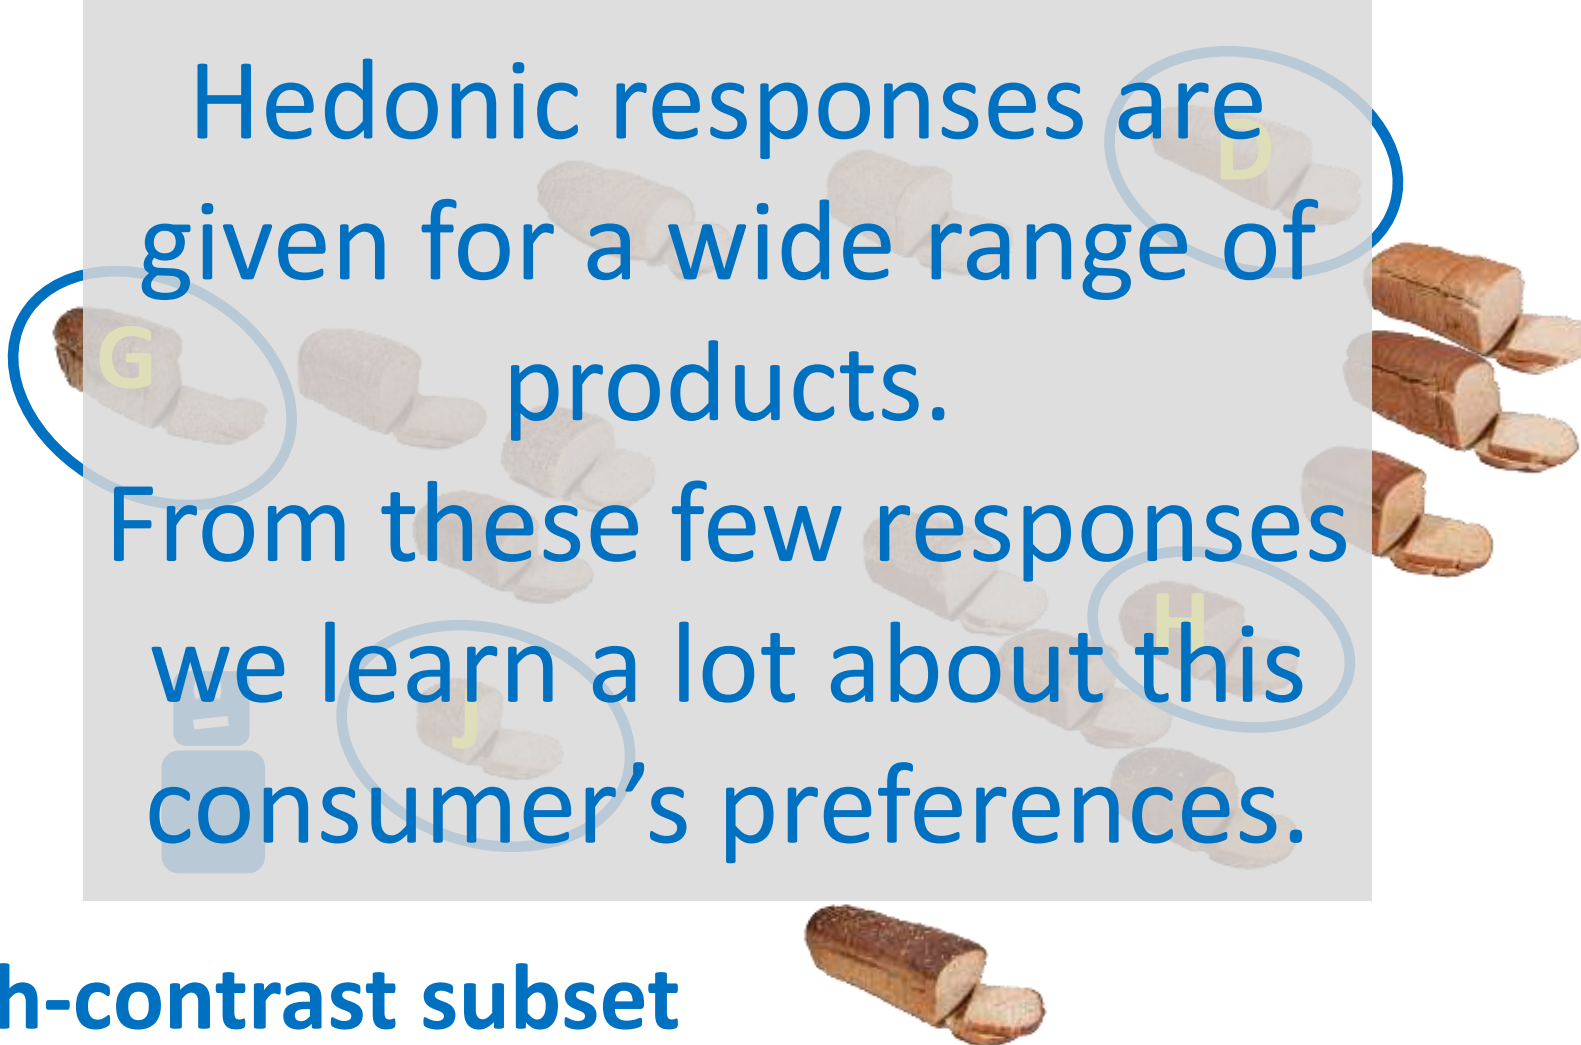 Hedonic responses are
given for a wide range of
products.
From these few responses
we learn a lot about this
consumer’s preferences.
D
G
H
J
h-contrast subset